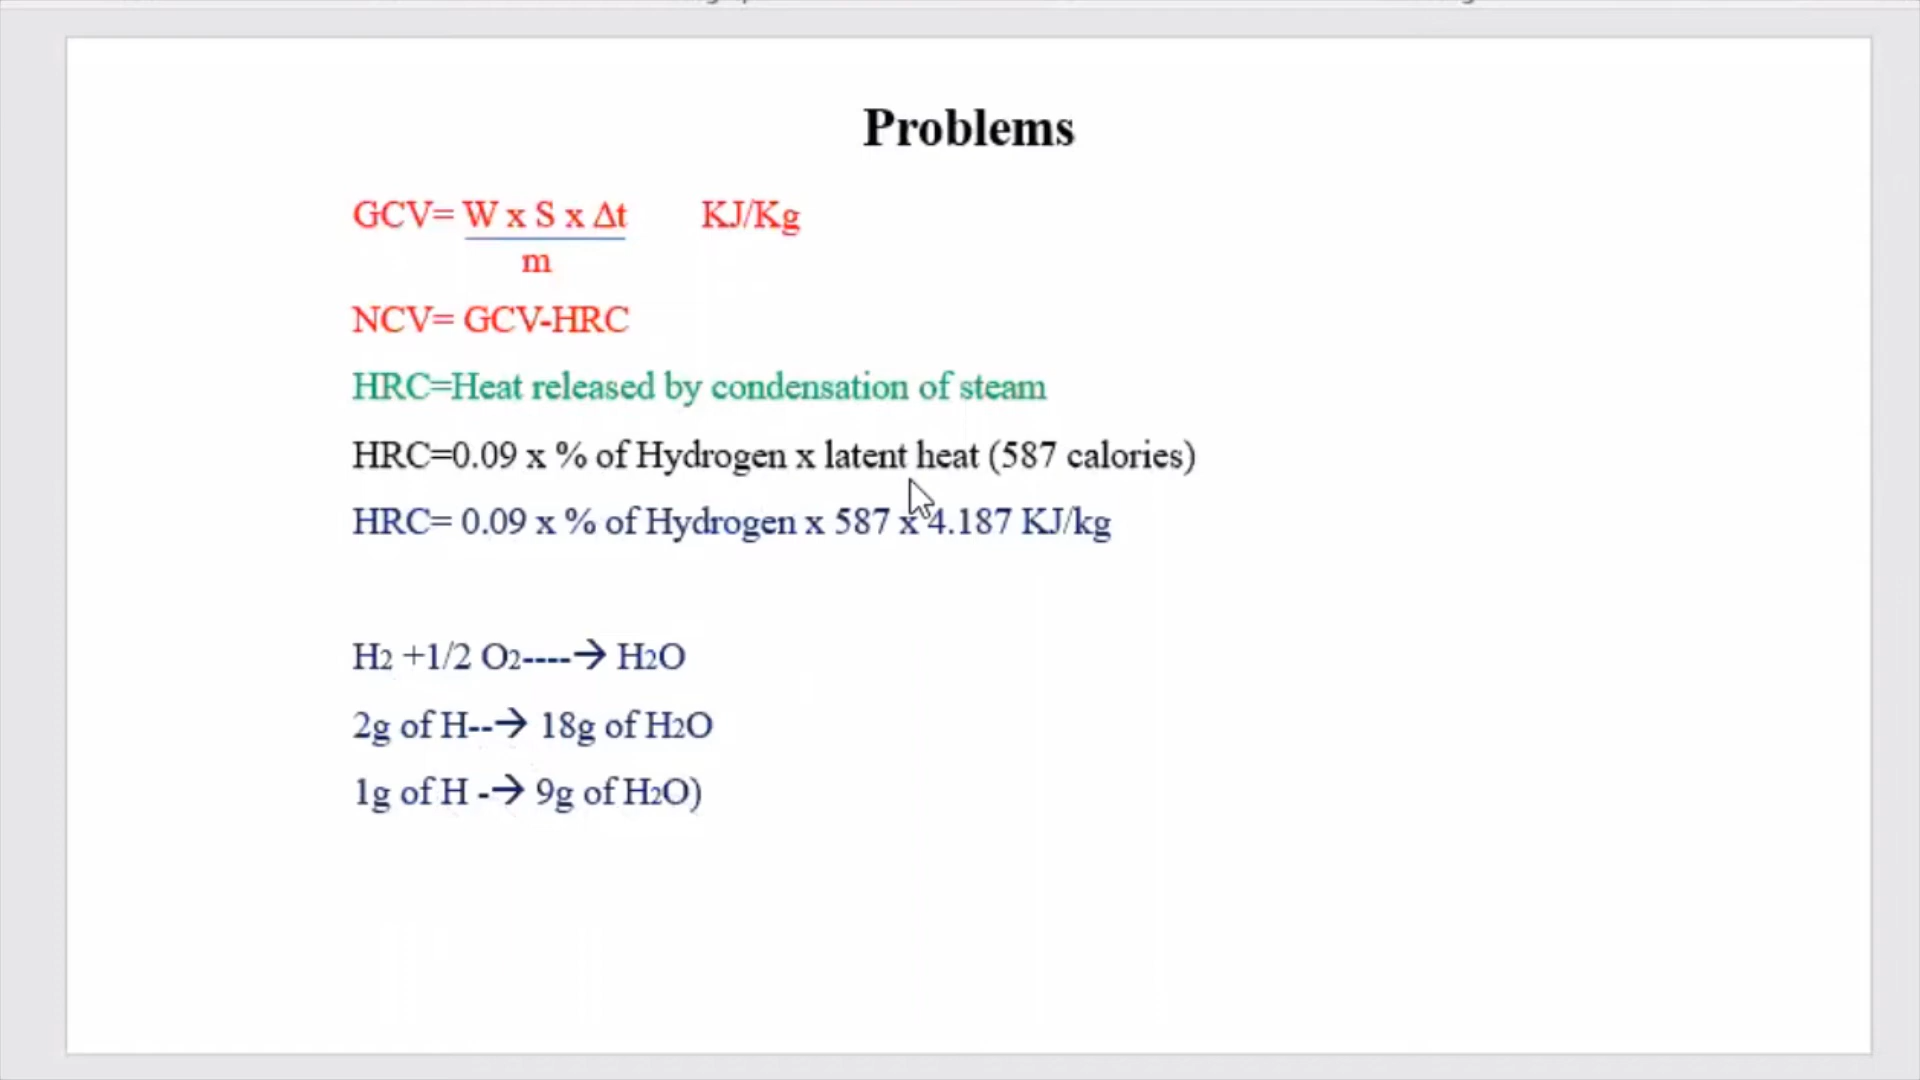 Problems
GCV= W x S x Δt KJ/Kg
m
NCV= GCV-HRC
HRC=Heat released by condensation of steam
HRC=0.09 x % of Hydrogen x latent heat (587 calories)
HRC= 0.09 x % of Hydrogen x 587 x 4.187 KJ/kg
H2 +1/2 O2----→ H2O
2g of H--→ 18g of H2O
1g of H -→ 9g of H2O)